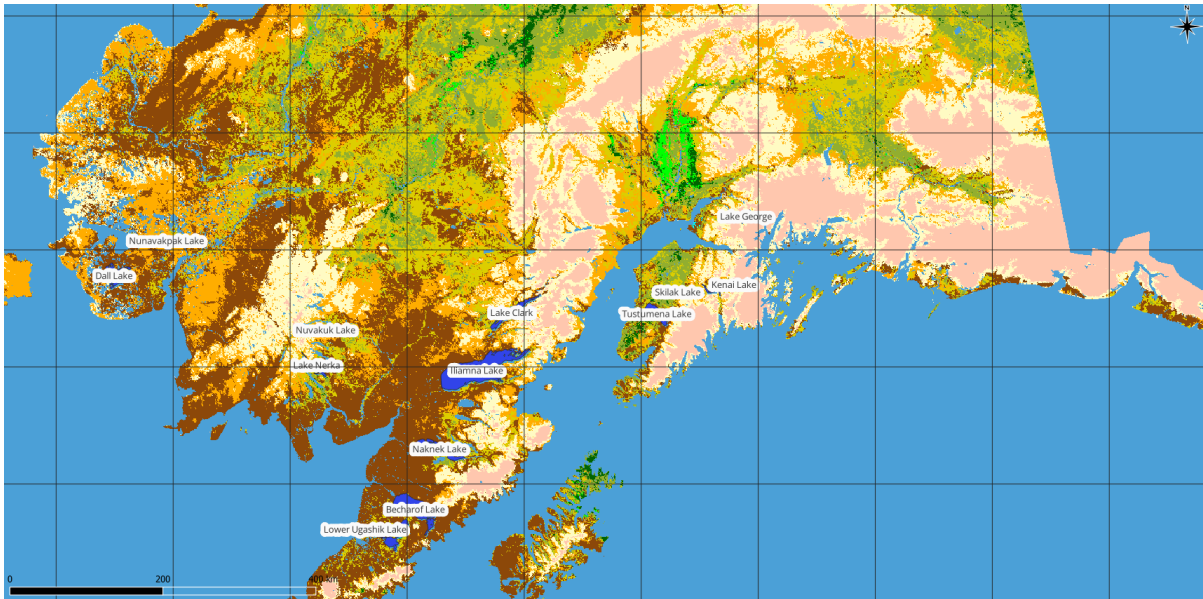 N
Lake George
Nunavakpak Lake
Dall Lake
Kenai Lake
Skilak Lake
Lake Clark
Tustumena Lake
Nuvakuk Lake
Lake Nerka
Iliamna Lake
Naknek Lake
Becharof Lake
Lower Ugashik Lake
0 200 400 km